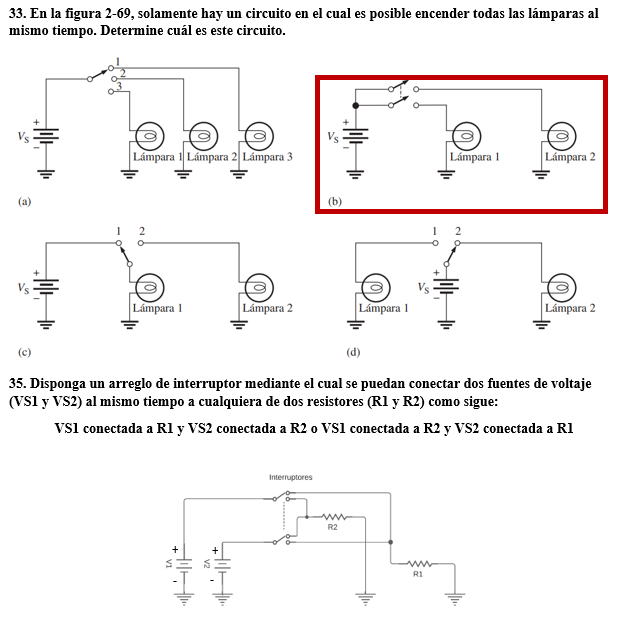 33. En la figura 2-69, solamente hay un circuito en el cual es posible encender todas las lámparas al
mismo tiempo. Determine cuál es este circuito.
1
2
3
+
VS
-
Lámpara 1 Lámpara 2 Lámpara 3
(a)
+
VS
-
Lámpara 1 Lámpara 2
(b)
1 2
+
VS
-
Lámpara 1 Lámpara 2
(c)
1 2
+
VS
-
Lámpara 1 Lámpara 2
(d)
35. Disponga un arreglo de interruptor mediante el cual se puedan conectar dos fuentes de voltaje
(VS1 y VS2) al mismo tiempo a cualquiera de dos resistores (R1 y R2) como sigue:
VS1 conectada a R1 y VS2 conectada a R2 o VS1 conectada a R2 y VS2 conectada a R1
Interruptores
R2
+ +
V1 V2
- -
R1